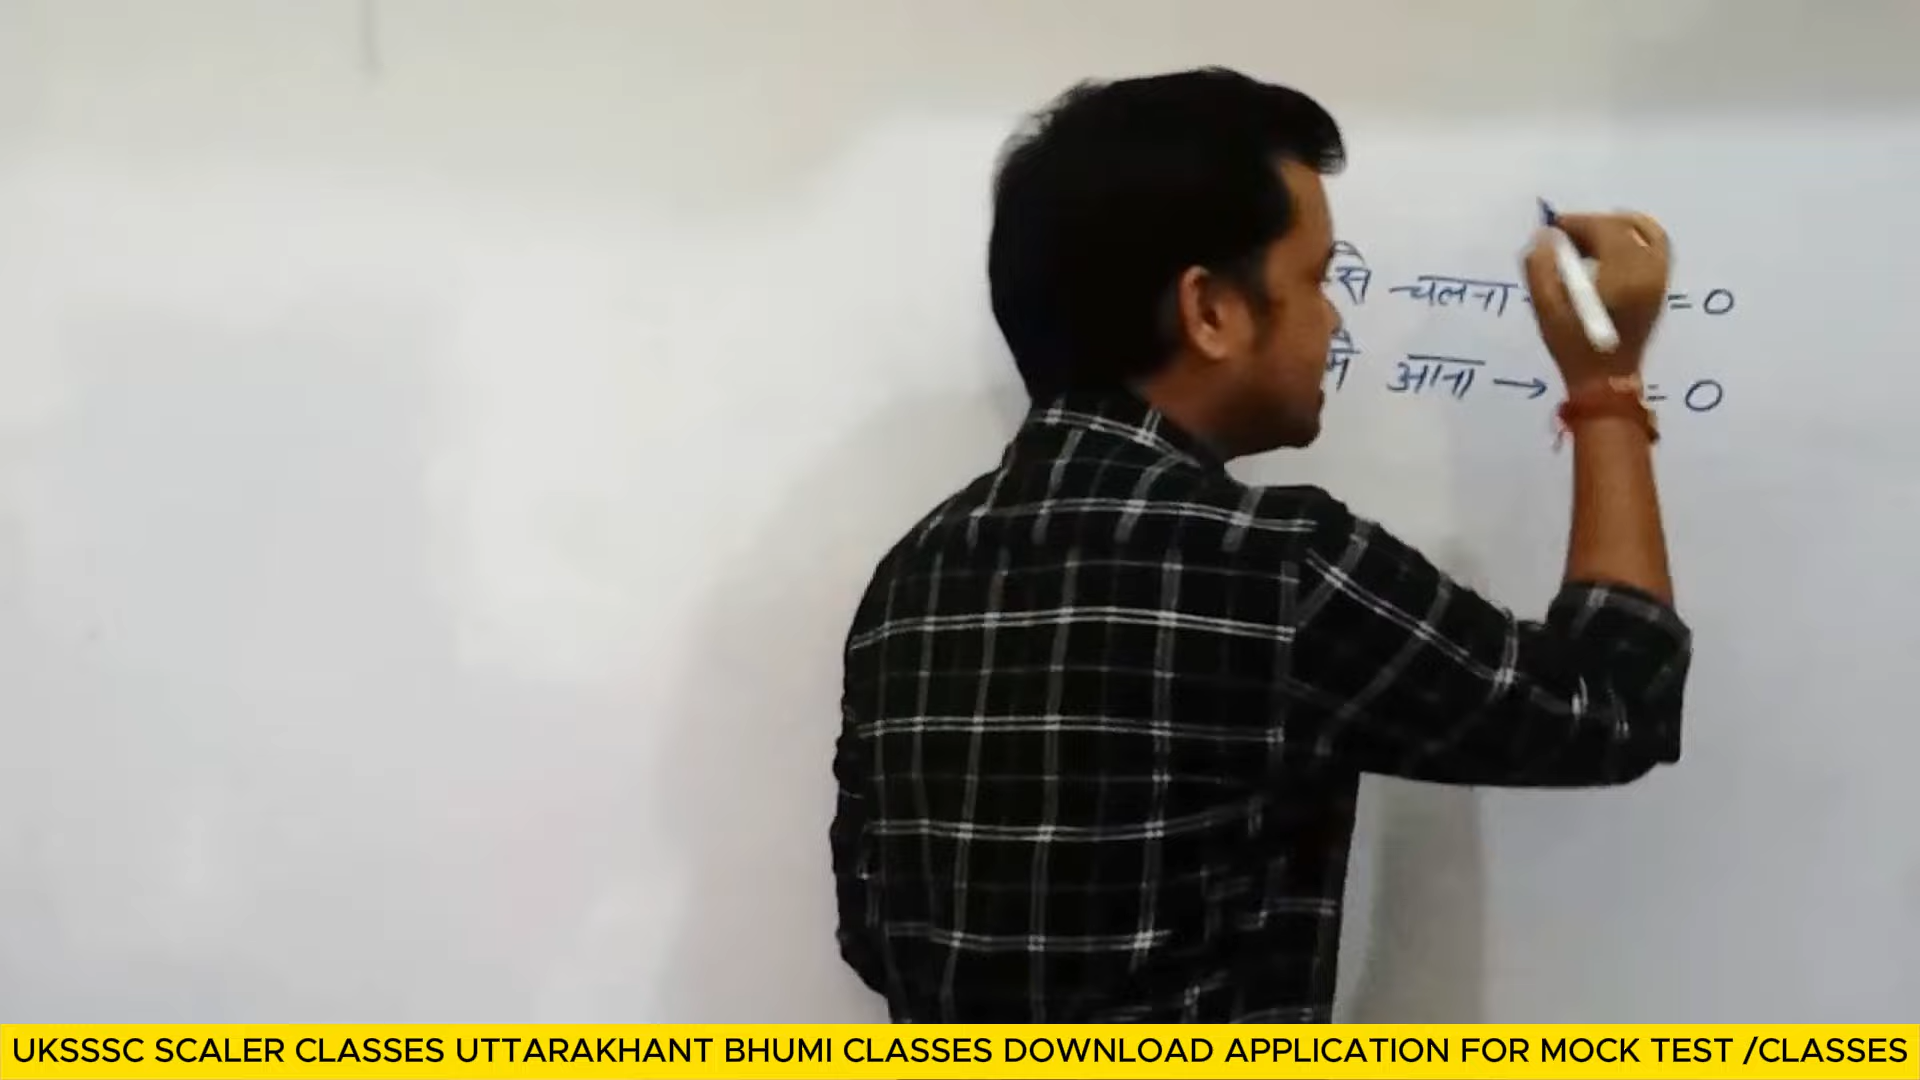 से चलना = 0
में आना → = 0
UKSSSC SCALER CLASSES UTTARAKHANT BHUMI CLASSES DOWNLOAD APPLICATION FOR MOCK TEST /CLASSES